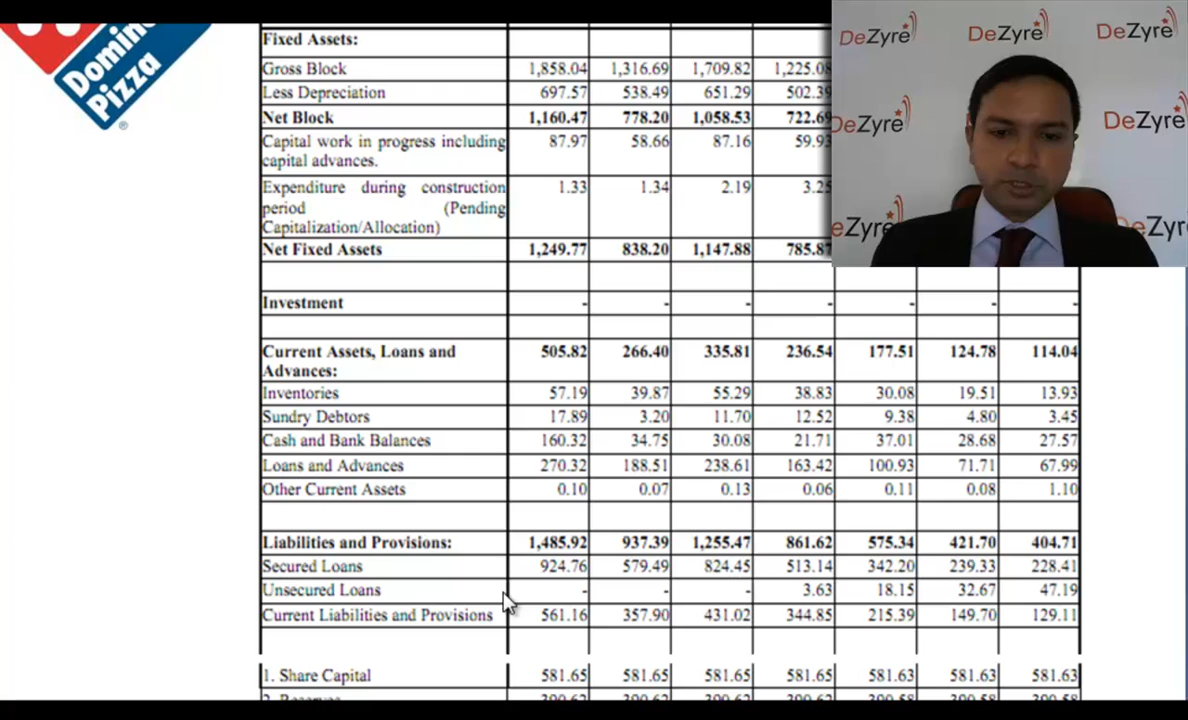 Domino
Pizza
®
DeZyre DeZyre DeZyre
DeZyre DeZyre
DeZyre
Fixed Assets:
Gross Block 1,858.04 1,316.69 1,709.82
Less Depreciation 697.57 538.49 651.29 502.39
Net Block 1,160.47 778.20 1,058.53 722.69
Capital work in progress including 87.97 58.66 87.16 59.93
capital advances.
Expenditure during construction 1.33 1.34 2.19 3.25
period (Pending
Capitalization/Allocation)
Net Fixed Assets 1,249.77 838.20 1,147.88 785.87
Investment - - - - - - -
Current Assets, Loans and 505.82 266.40 335.81 236.54 177.51 124.78 114.04
Advances:
Inventories 57.19 39.87 55.29 38.83 30.08 19.51 13.93
Sundry Debtors 17.89 3.20 11.70 12.52 9.38 4.80 3.45
Cash and Bank Balances 160.32 34.75 30.08 21.71 37.01 28.68 27.57
Loans and Advances 270.32 188.51 238.61 163.42 100.93 71.71 67.99
Other Current Assets 0.10 0.07 0.13 0.06 0.11 0.08 1.10
Liabilities and Provisions: 1,485.92 937.39 1,255.47 861.62 575.34 421.70 404.71
Secured Loans 924.76 579.49 824.45 513.14 342.20 239.33 228.41
Unsecured Loans - - - 3.63 18.15 32.67 47.19
Current Liabilities and Provisions 561.16 357.90 431.02 344.85 215.39 149.70 129.11
1. Share Capital 581.65 581.65 581.65 581.65 581.63 581.63 581.63